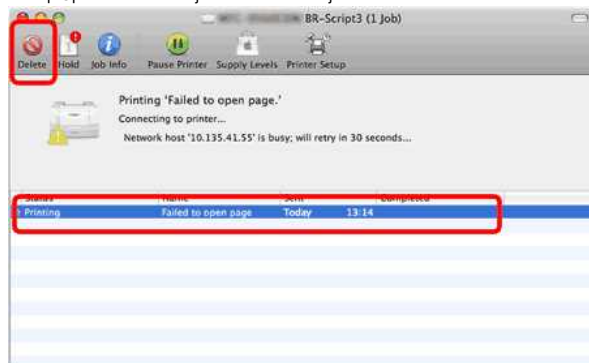 BR-Script3 (1 Job)
Delete Hold Job Info Pause Printer Supply Levels Printer Setup
Printing 'Failed to open page.'
Connecting to printer...
Network host '10.135.41.55' is busy; will retry in 30 seconds...
Status Name Sent Completed
Printing Failed to open page Today 13:14